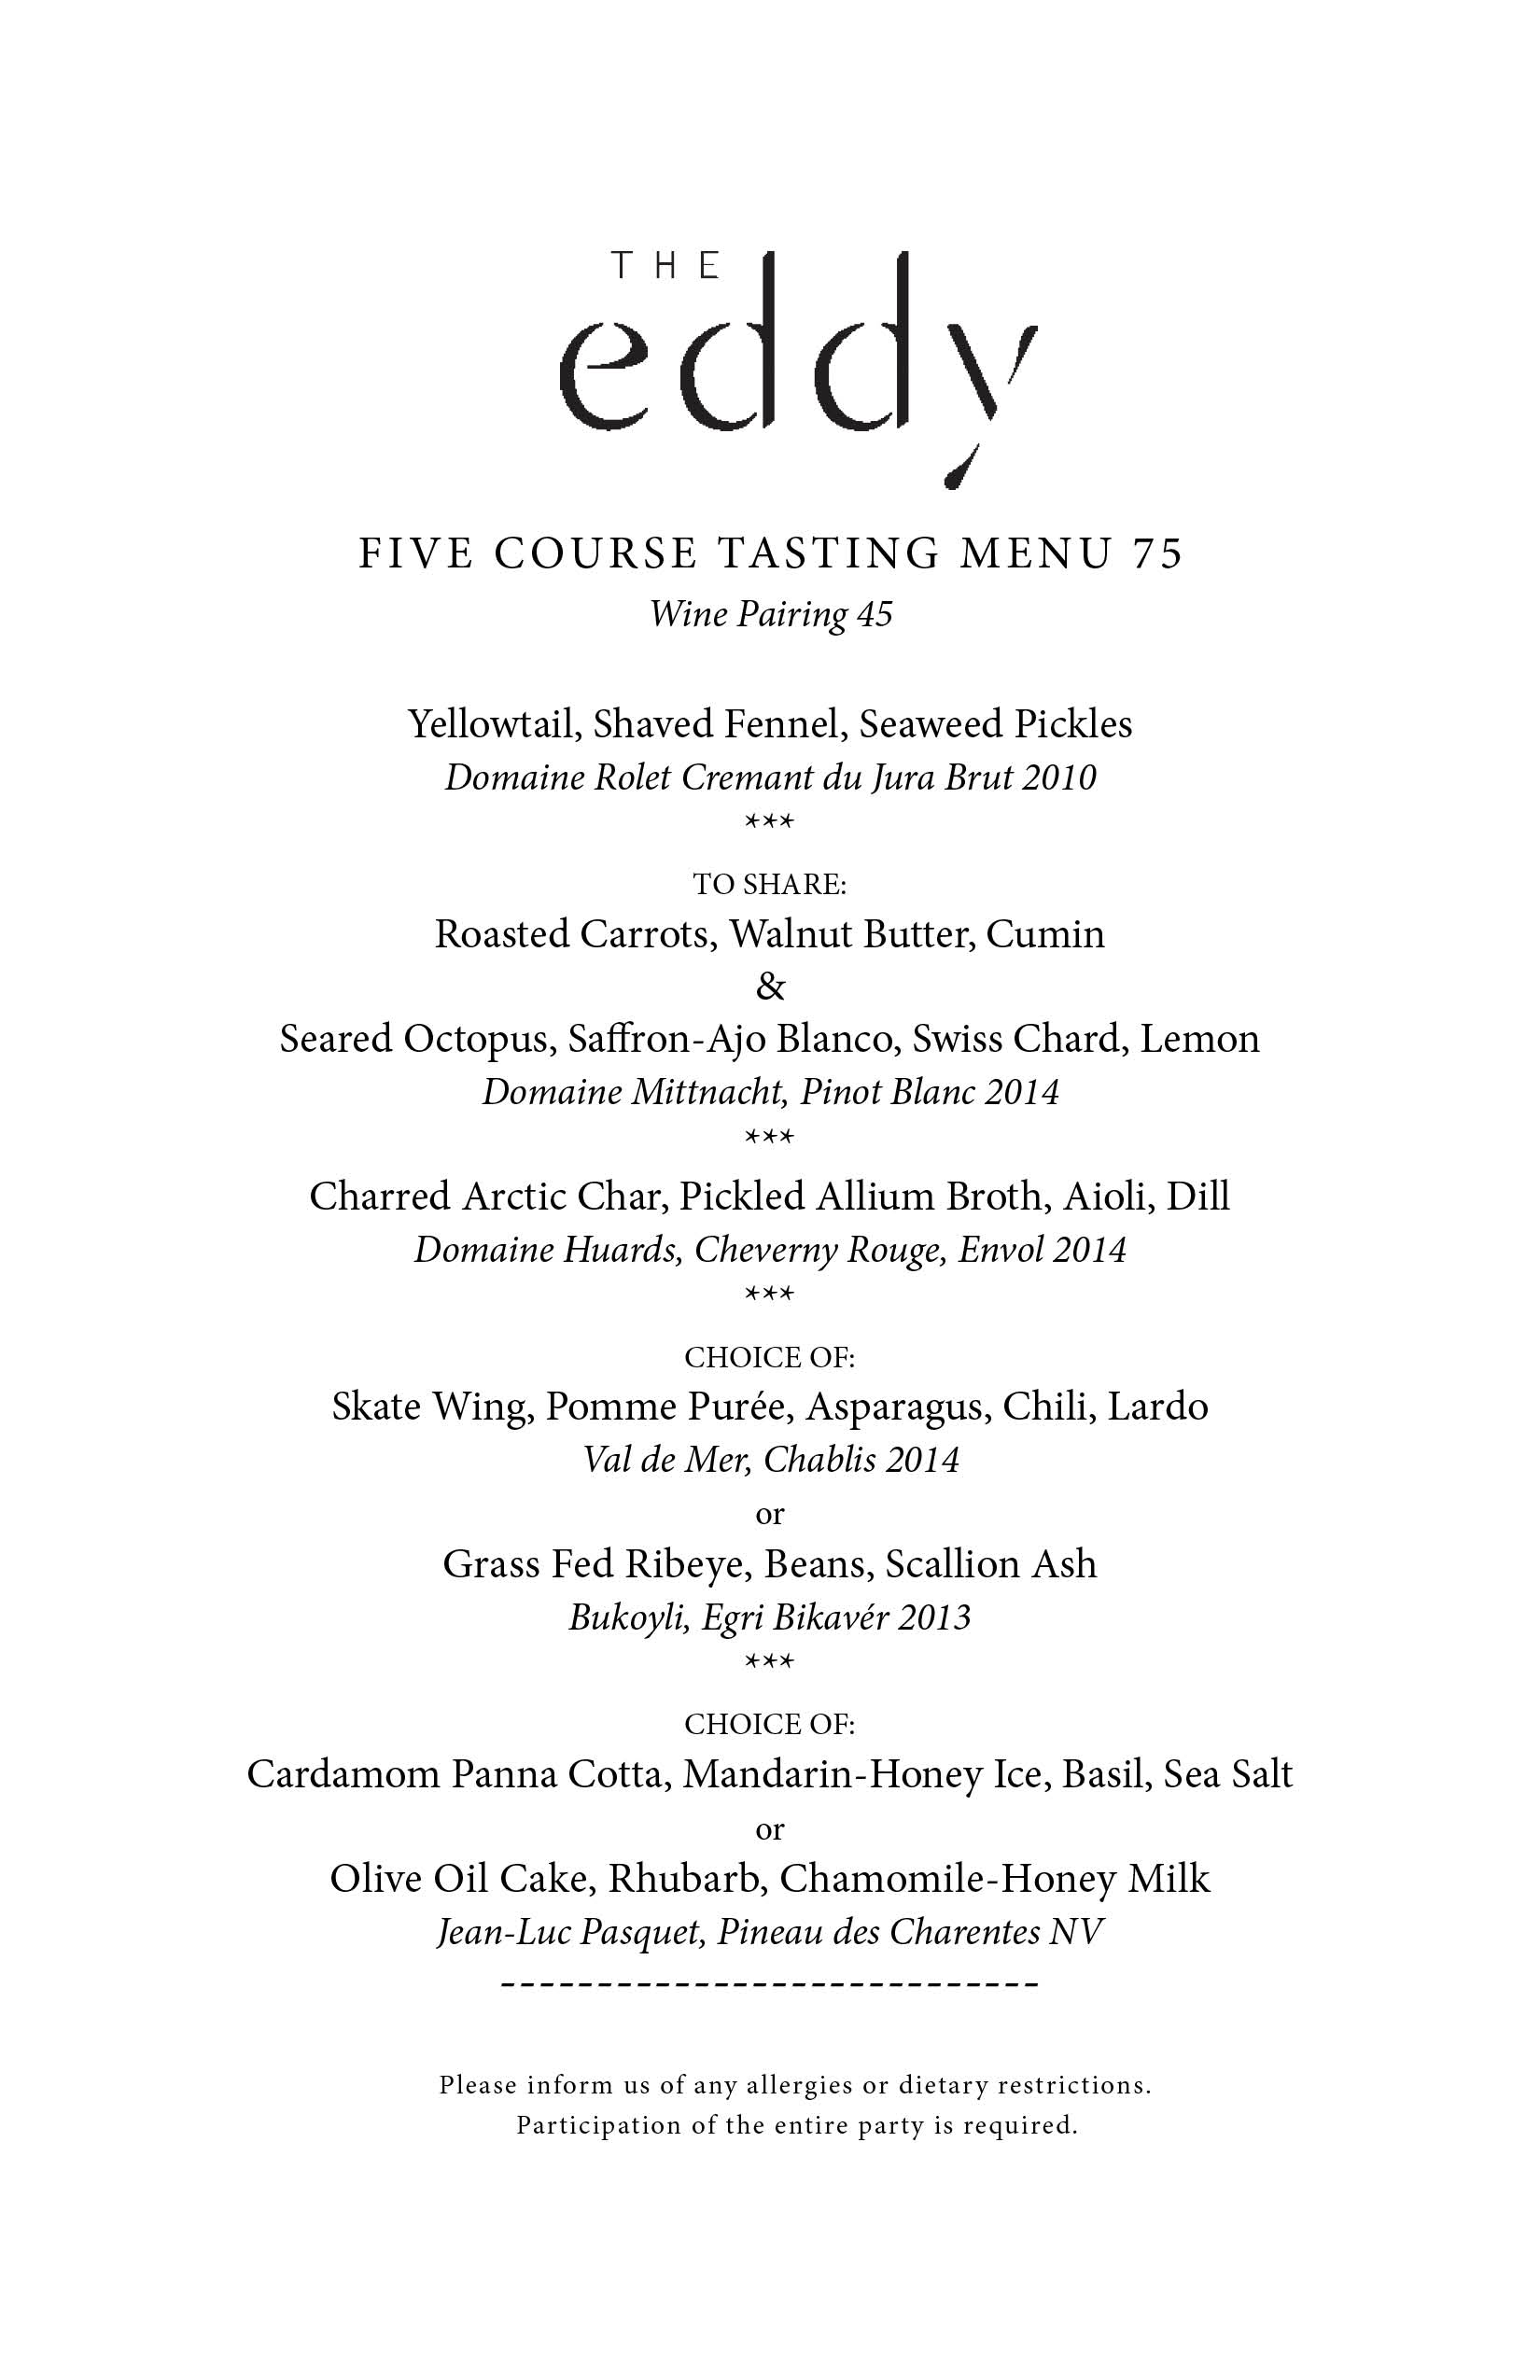 THE
eddy
FIVE COURSE TASTING MENU 75
Wine Pairing 45
Yellowtail, Shaved Fennel, Seaweed Pickles
Domaine Rolet Cremant du Jura Brut 2010
***
TO SHARE:
Roasted Carrots, Walnut Butter, Cumin
&
Seared Octopus, Saffron-Ajo Blanco, Swiss Chard, Lemon
Domaine Mittnacht, Pinot Blanc 2014
***
Charred Arctic Char, Pickled Allium Broth, Aioli, Dill
Domaine Huards, Cheverny Rouge, Envol 2014
***
CHOICE OF:
Skate Wing, Pomme Purée, Asparagus, Chili, Lardo
Val de Mer, Chablis 2014
or
Grass Fed Ribeye, Beans, Scallion Ash
Bukoyli, Egri Bikavér 2013
***
CHOICE OF:
Cardamom Panna Cotta, Mandarin-Honey Ice, Basil, Sea Salt
or
Olive Oil Cake, Rhubarb, Chamomile-Honey Milk
Jean-Luc Pasquet, Pineau des Charentes NV
----------------------------
Please inform us of any allergies or dietary restrictions.
Participation of the entire party is required.